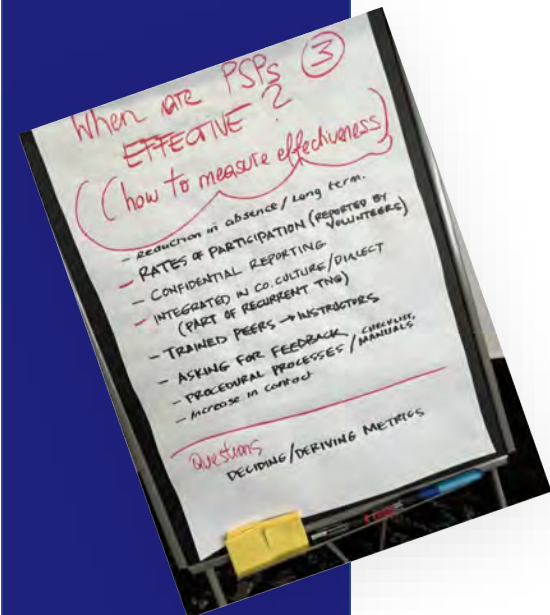 When are PSPs ③
EFFECTIVE?
(how to measure effectiveness)
- Reduction in absence/long term.
- RATES OF PARTICIPATION (REPORTED BY
VOLUNTEERS)
- CONFIDENTIAL REPORTING
- INTEGRATED IN CO. CULTURE/DIALECT
(PART OF RECURRENT TNG)
- TRAINED PEERS → INSTRUCTORS
- ASKING FOR FEEDBACK
- PROCEDURAL PROCESSES / CHECKLIST,
MANUALS
- increase in contact
Questions
DECIDING/DERIVING METRICS